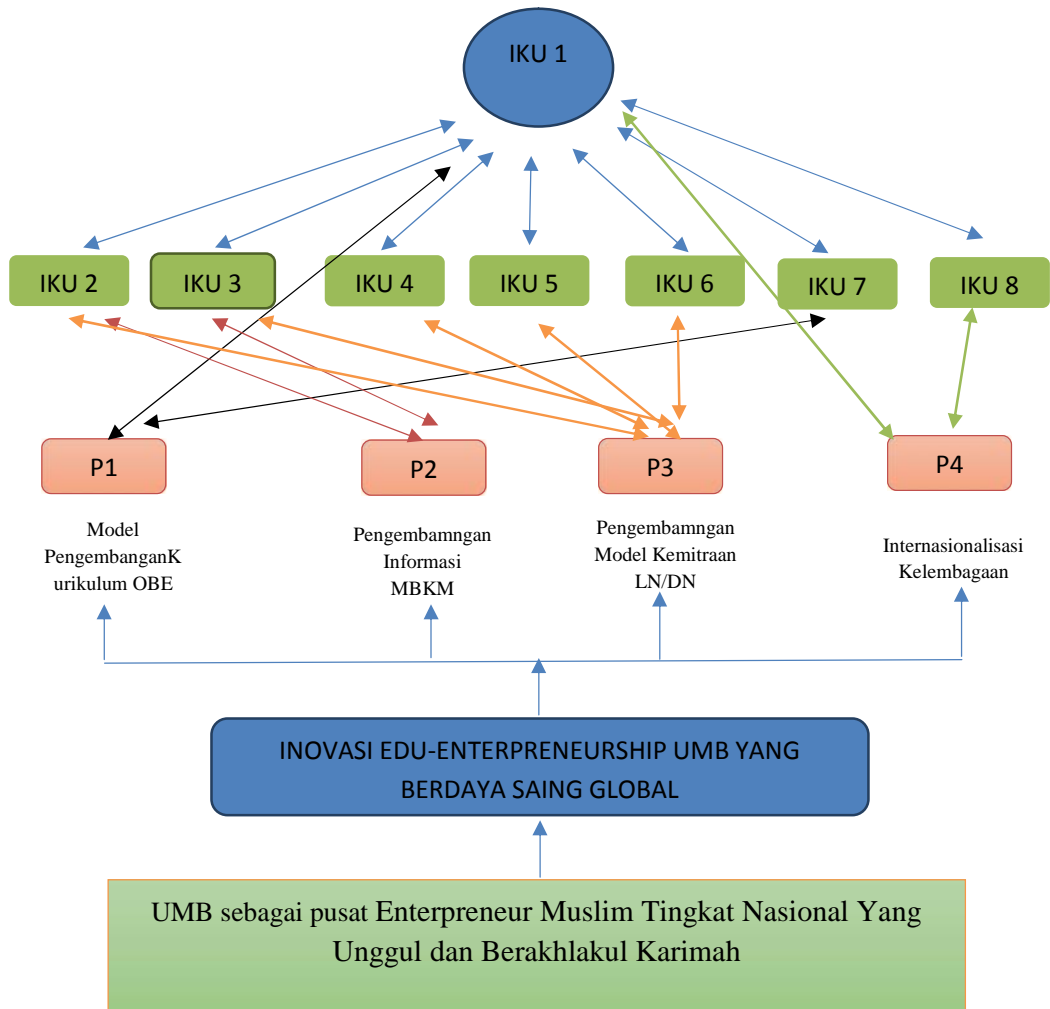 IKU 1
IKU 2
IKU 3
IKU 4
IKU 5
IKU 6
IKU 7
IKU 8
P1
P2
P3
P4
Model
PengembanganK
urikulum OBE
Pengembamngan
Informasi
MBKM
Pengembamngan
Model Kemitraan
LN/DN
Internasionalisasi
Kelembagaan
INOVASI EDU-ENTERPRENEURSHIP UMB YANG
BERDAYA SAING GLOBAL
UMB sebagai pusat Enterpreneur Muslim Tingkat Nasional Yang
Unggul dan Berakhlakul Karimah